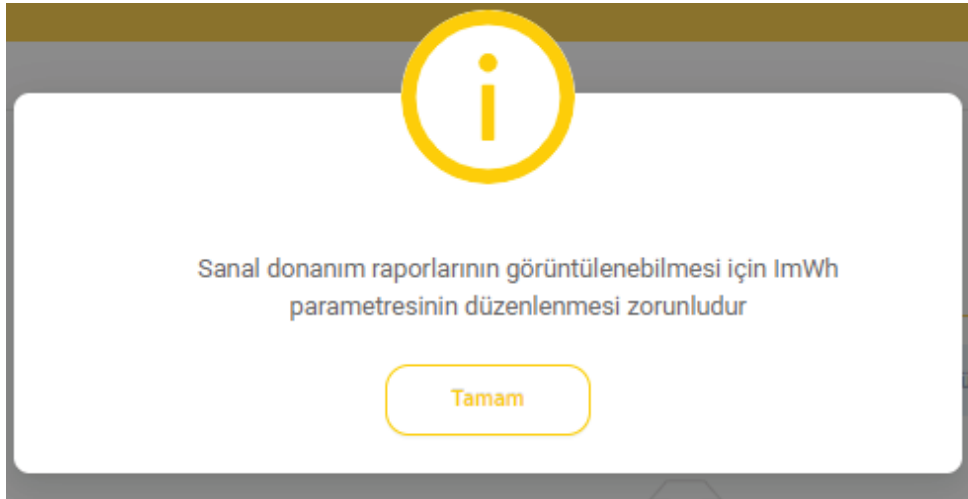 Sanal donanım raporlarının görüntülenebilmesi için ImWh
parametresinin düzenlenmesi zorunludur
Tamam